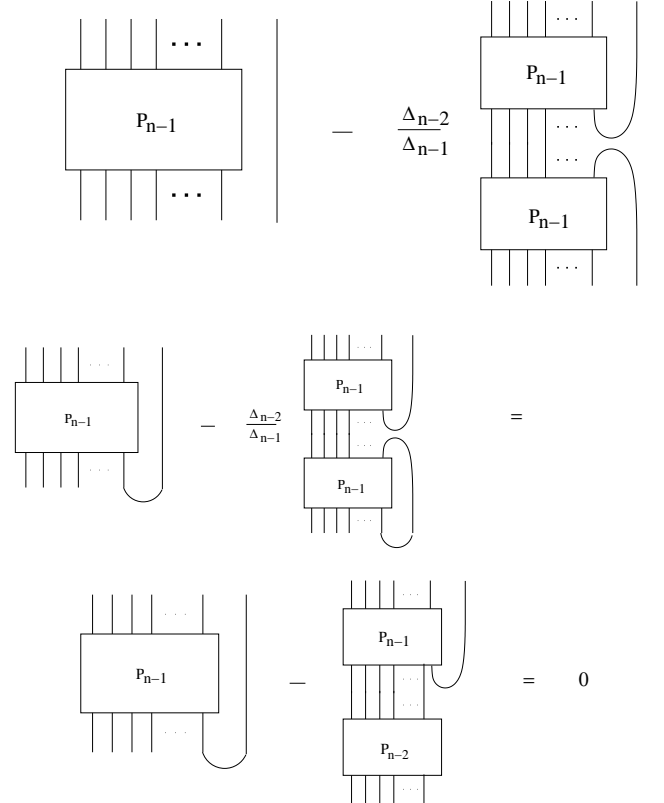 ...
P_{n-1}
...
− Δ_{n-2} / Δ_{n-1}
...
P_{n-1}
...
...
P_{n-1}
...
...
P_{n-1}
...
− Δ_{n-2} / Δ_{n-1}
...
P_{n-1}
...
...
P_{n-1}
...
=
...
P_{n-1}
...
−
...
P_{n-1}
...
...
P_{n-2}
...
= 0